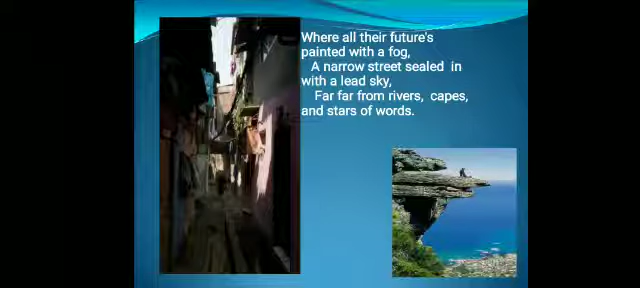 Where all their future's
painted with a fog,
A narrow street sealed in
with a lead sky,
Far far from rivers, capes,
and stars of words.